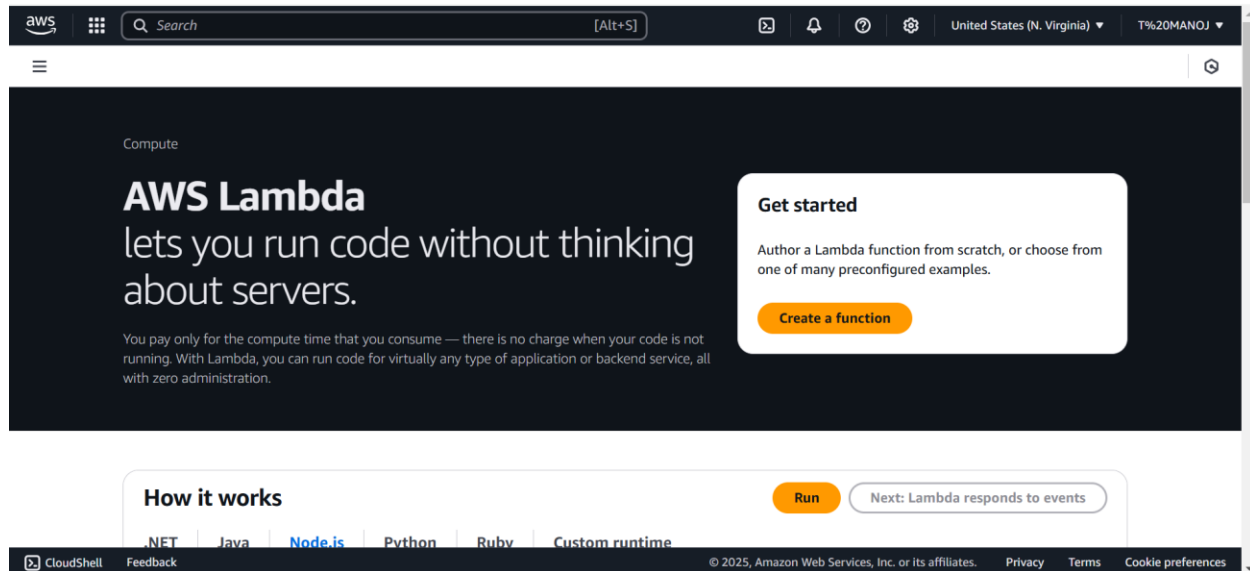 aws
Search [Alt+S]
United States (N. Virginia) ▼
T%20MANOJ ▼
Compute
AWS Lambda
lets you run code without thinking
about servers.
You pay only for the compute time that you consume — there is no charge when your code is not
running. With Lambda, you can run code for virtually any type of application or backend service, all
with zero administration.
Get started
Author a Lambda function from scratch, or choose from
one of many preconfigured examples.
Create a function
How it works
Run
Next: Lambda responds to events
.NET Java Node.js Python Ruby Custom runtime
CloudShell Feedback © 2025, Amazon Web Services, Inc. or its affiliates. Privacy Terms Cookie preferences